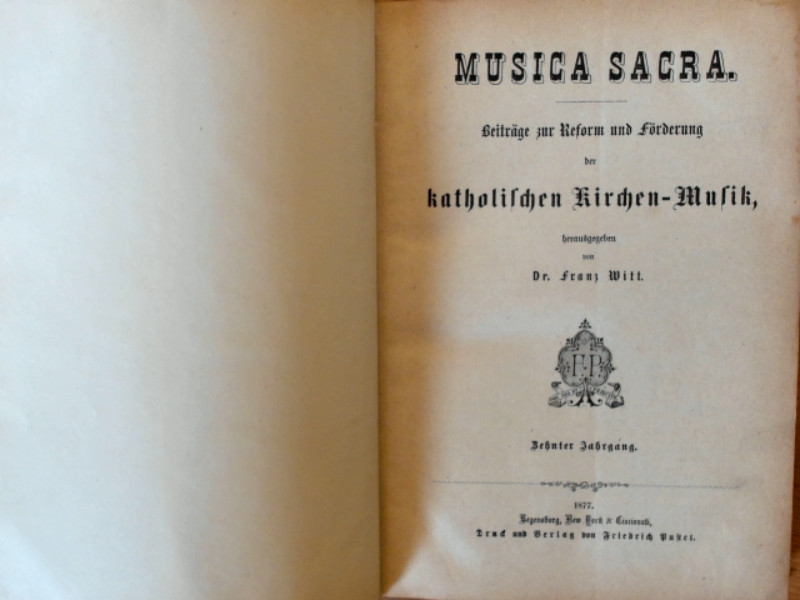 MUSICA SACRA.
Beiträge zur Reform und Förderung
der
katholischen Kirchen-Musik,
herausgegeben
von
Dr. Franz Witt.
F.P.
Zehnter Jahrgang.
1877.
Regensburg, New York & Cincinnati,
Druck und Verlag von Friedrich Pustet.